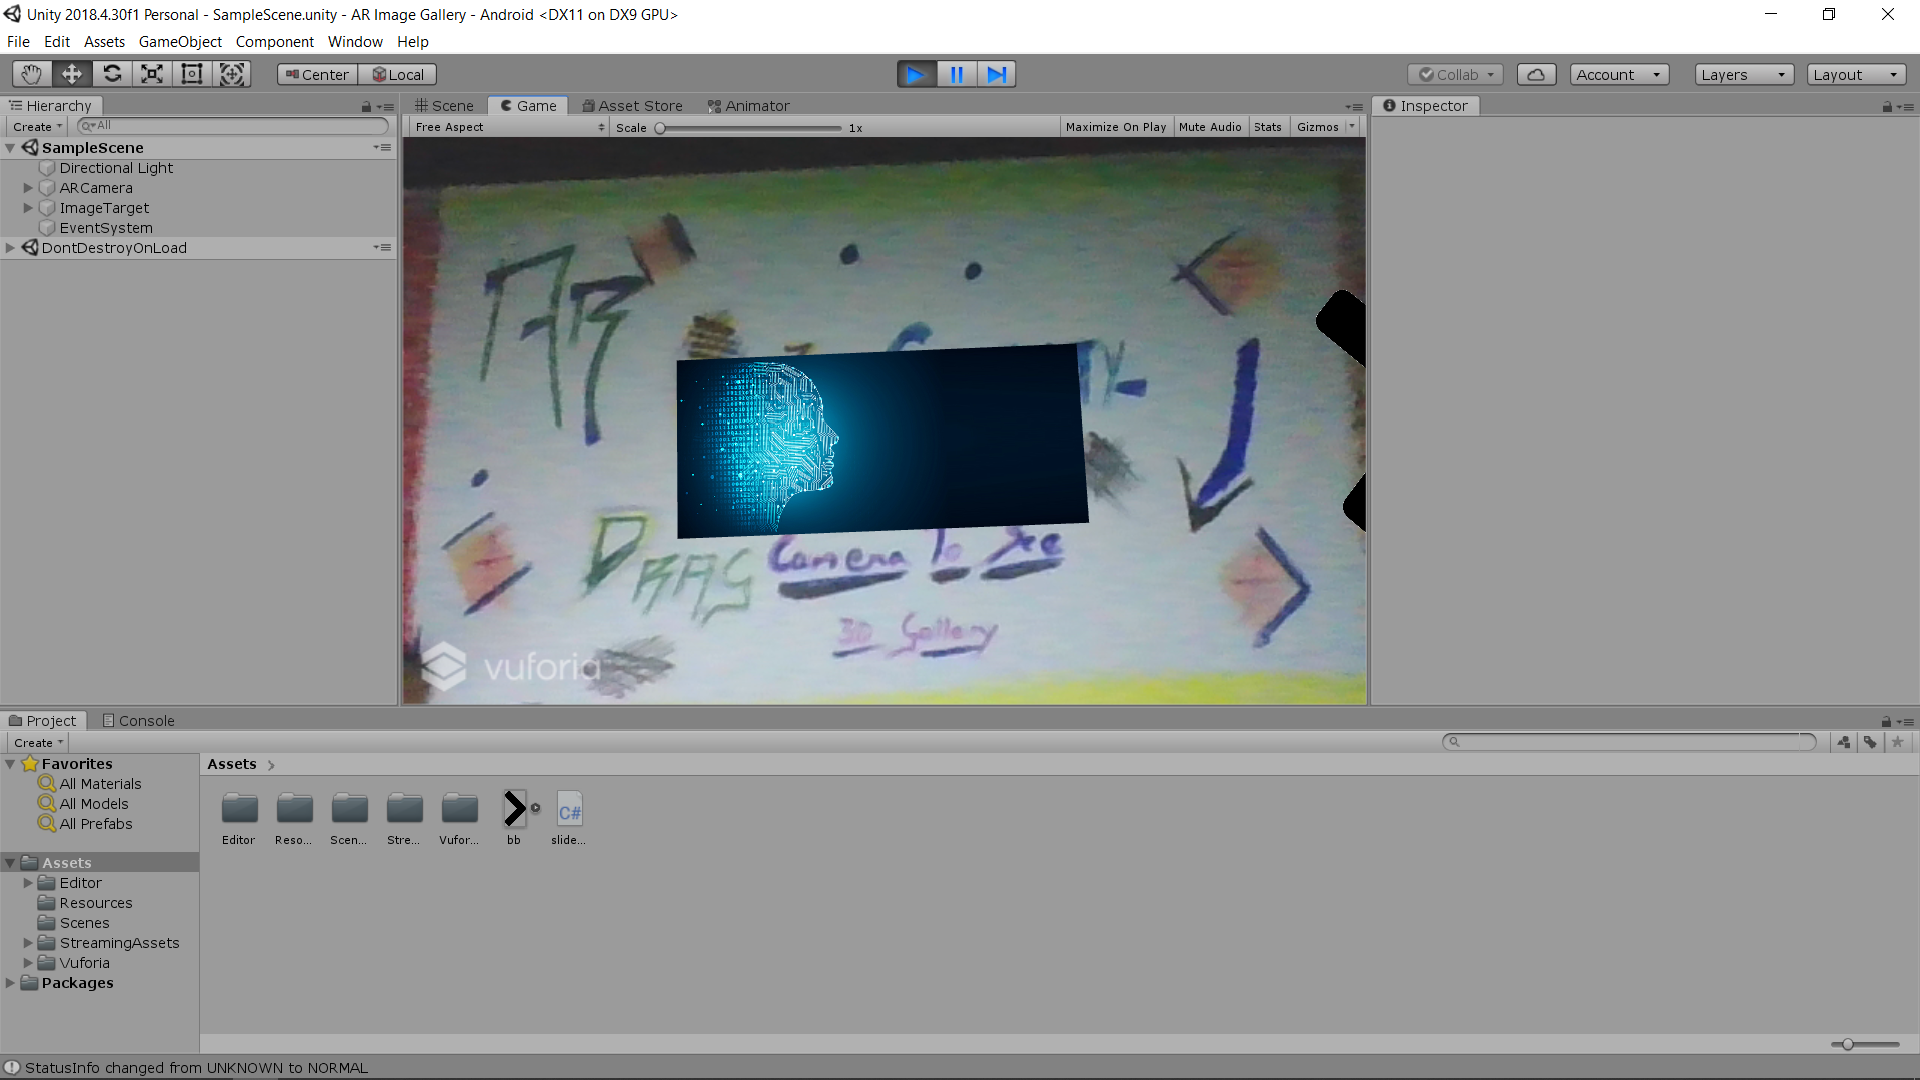 Unity 2018.4.30f1 Personal - SampleScene.unity - AR Image Gallery - Android <DX11 on DX9 GPU>
File Edit Assets GameObject Component Window Help
Center Local
Collab Account Layers Layout
Hierarchy
Create All
SampleScene
Directional Light
ARCamera
ImageTarget
EventSystem
DontDestroyOnLoad
Scene Game Asset Store Animator
Free Aspect Scale 1x Maximize On Play Mute Audio Stats Gizmos
AR
DRAG Camera To See
3D Gallery
vuforia
Inspector
Project Console
Create
Favorites
All Materials
All Models
All Prefabs
Assets
Editor
Resources
Scenes
StreamingAssets
Vuforia
Packages
Assets
Editor Reso... Scen... Stre... Vufor... bb slide...
C#
StatusInfo changed from UNKNOWN to NORMAL